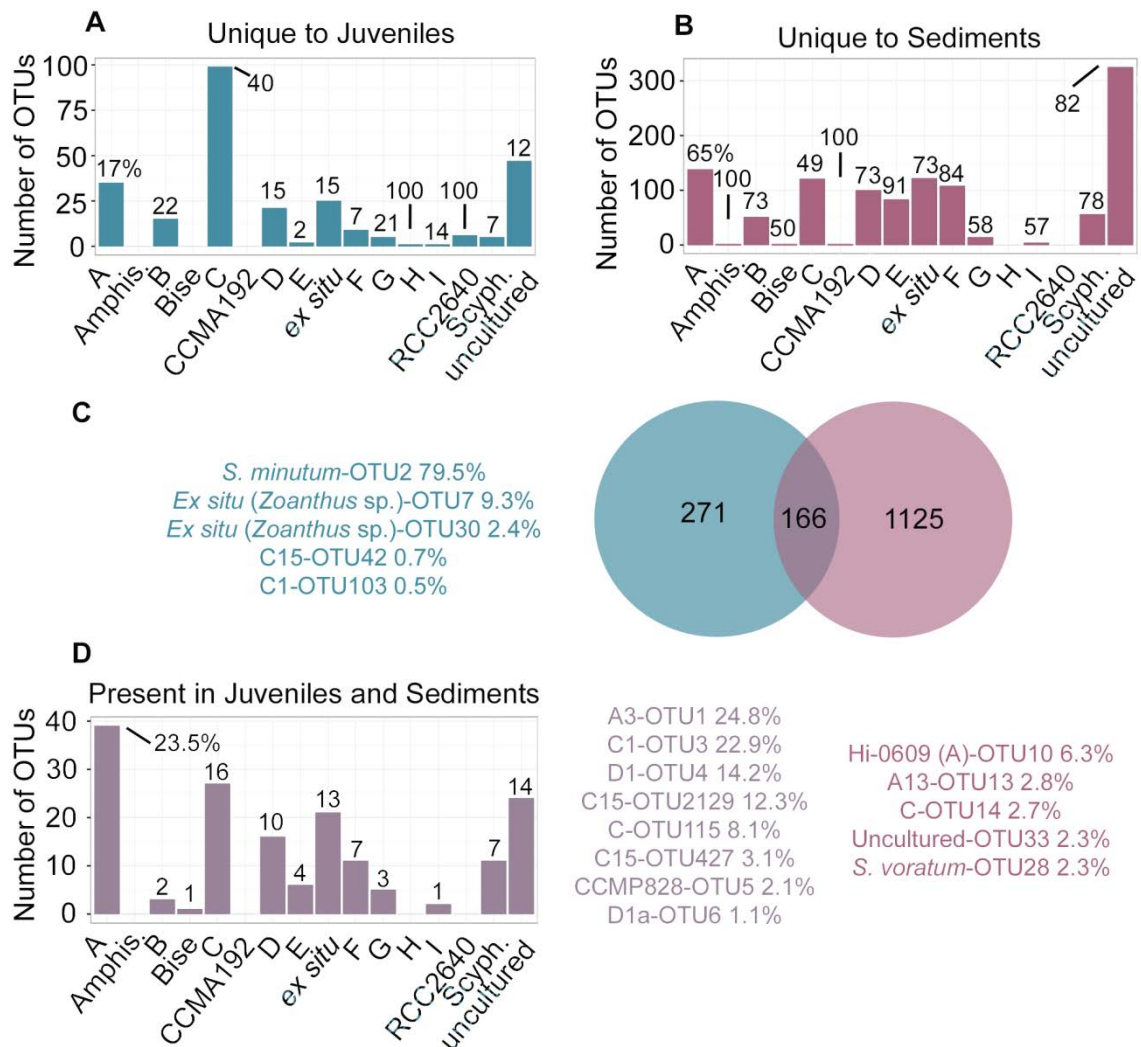 A
Unique to Juveniles
Number of OTUs
100
75
50
25
0
17%
22
40
15
2
15
7
21
100
14
100
7
12
A
Amphis.
B
Bise
C
CCMA192
D
E
ex situ
F
G
H
I
RCC2640
Scyph.
uncultured
B
Unique to Sediments
Number of OTUs
300
200
100
0
65%
100
73
50
49
100
73
91
73
84
58
57
78
82
A
Amphis.
B
Bise
C
CCMA192
D
E
ex situ
F
G
H
I
RCC2640
Scyph.
uncultured
C
S. minutum-OTU2 79.5%
Ex situ (Zoanthus sp.)-OTU7 9.3%
Ex situ (Zoanthus sp.)-OTU30 2.4%
C15-OTU42 0.7%
C1-OTU103 0.5%
271
166
1125
D
Present in Juveniles and Sediments
Number of OTUs
40
30
20
10
0
23.5%
2
1
16
10
4
13
7
3
1
7
14
A
Amphis.
B
Bise
C
CCMA192
D
E
ex situ
F
G
H
I
RCC2640
Scyph.
uncultured
A3-OTU1 24.8%
C1-OTU3 22.9%
D1-OTU4 14.2%
C15-OTU2129 12.3%
C-OTU115 8.1%
C15-OTU427 3.1%
CCMP828-OTU5 2.1%
D1a-OTU6 1.1%
Hi-0609 (A)-OTU10 6.3%
A13-OTU13 2.8%
C-OTU14 2.7%
Uncultured-OTU33 2.3%
S. voratum-OTU28 2.3%